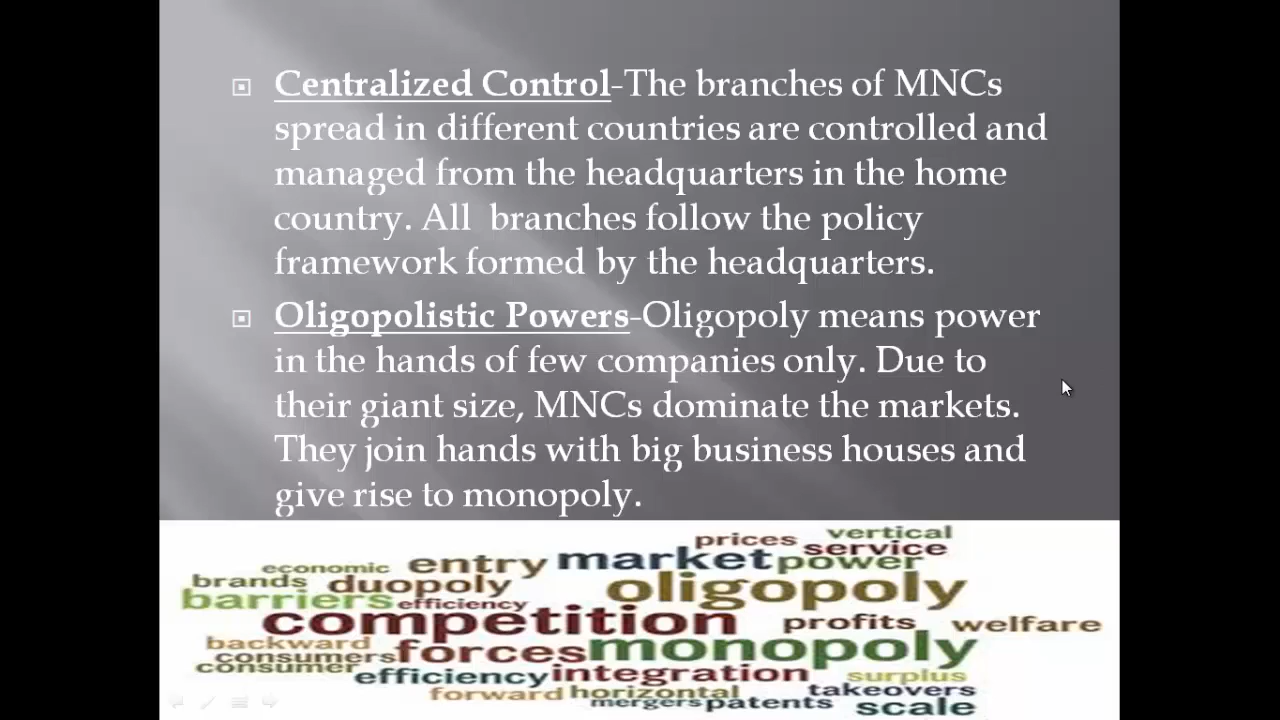 Centralized Control-The branches of MNCs
spread in different countries are controlled and
managed from the headquarters in the home
country. All  branches follow the policy
framework formed by the headquarters.
Oligopolistic Powers-Oligopoly means power
in the hands of few companies only. Due to
their giant size, MNCs dominate the markets.
They join hands with big business houses and
give rise to monopoly.
prices vertical
economic entry market power service
brands duopoly oligopoly
barriers efficiency
competition profits welfare
backward forces monopoly
consumers
consumer efficiency integration surplus
forward horizontal takeovers
mergers patents scale